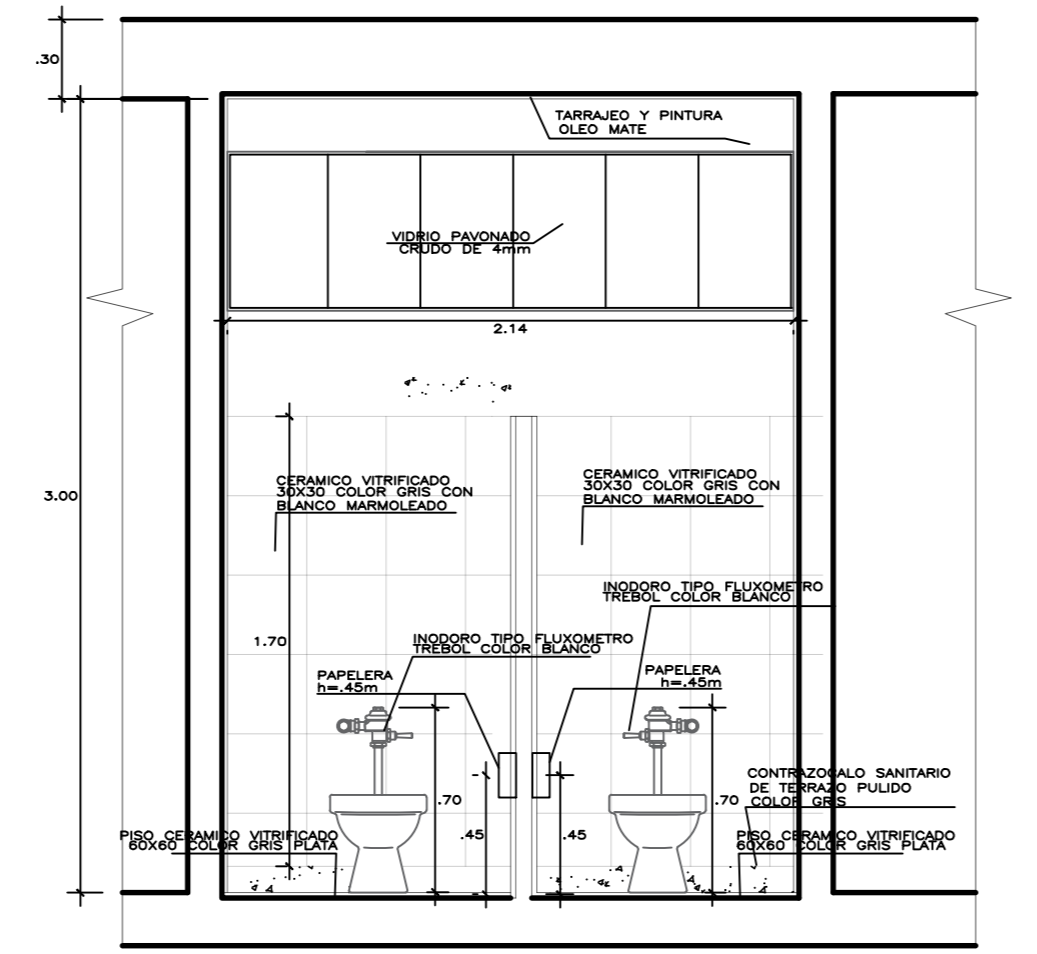 .30
TARRAJEO Y PINTURA
OLEO MATE
VIDRIO PAVONADO
CRUDO DE 4mm
2.14
3.00
CERAMICO VITRIFICADO
30X30 COLOR GRIS CON
BLANCO MARMOLEADO
CERAMICO VITRIFICADO
30X30 COLOR GRIS CON
BLANCO MARMOLEADO
INODORO TIPO FLUXOMETRO
TREBOL COLOR BLANCO
1.70
INODORO TIPO FLUXOMETRO
TREBOL COLOR BLANCO
PAPELERA
h=.45m
PAPELERA
h=.45m
CONTRAZOCALO SANITARIO
DE TERRAZO PULIDO
COLOR GRIS
.70
.70
.45
.45
PISO CERAMICO VITRIFICADO
60X60 COLOR GRIS PLATA
PISO CERAMICO VITRIFICADO
60X60 COLOR GRIS PLATA